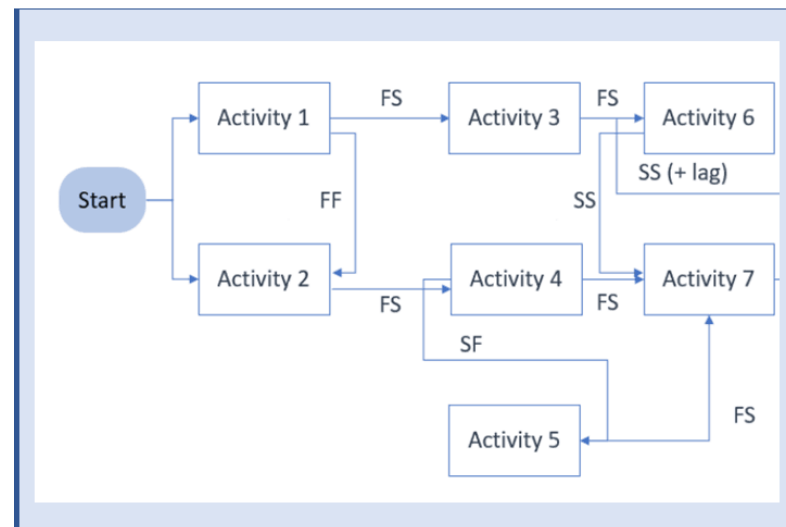 FS
FS
Activity 1
Activity 3
Activity 6
SS (+ lag)
Start
FF
SS
Activity 2
Activity 4
Activity 7
FS
FS
SF
FS
Activity 5